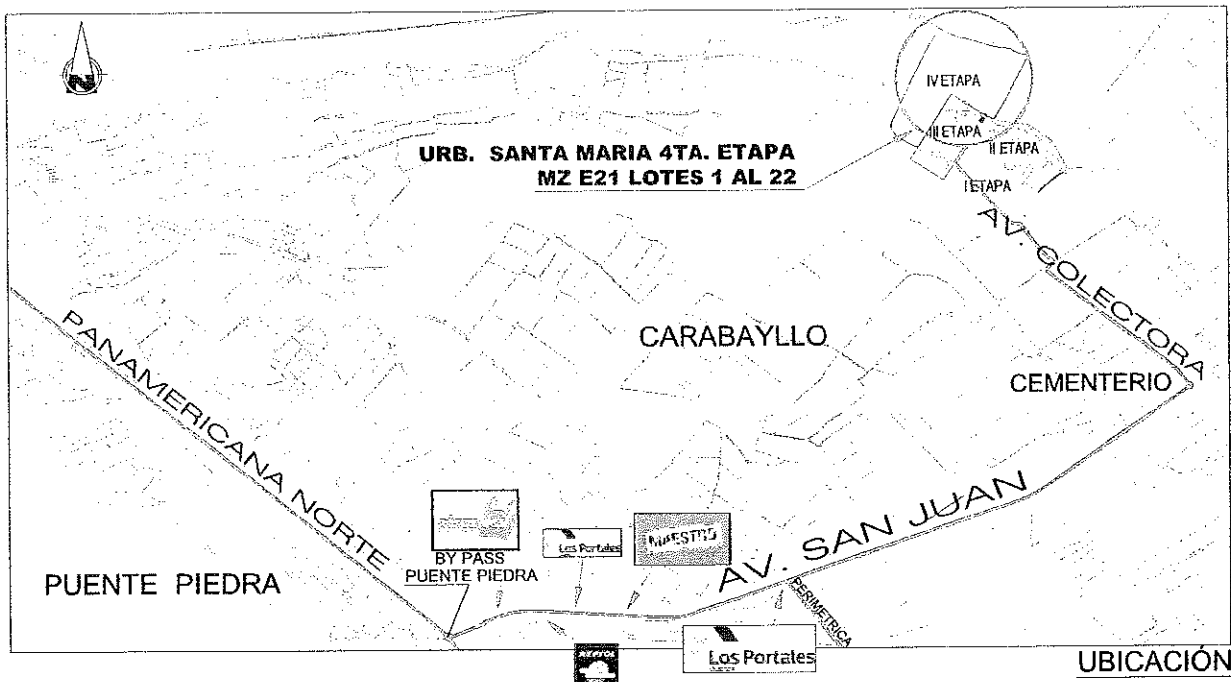 N
IV ETAPA
III ETAPA
II ETAPA
I ETAPA
URB. SANTA MARIA 4TA. ETAPA
MZ E21 LOTES 1 AL 22
AV. COLECTORA
CARABAYLLO
CEMENTERIO
PANAMERICANA NORTE
AV. SAN JUAN
Los Portales
MAESTRO
BY PASS
PUENTE PIEDRA
PUENTE PIEDRA
PERIMETRICA
REPSOL
Los Portales
UBICACIÓN